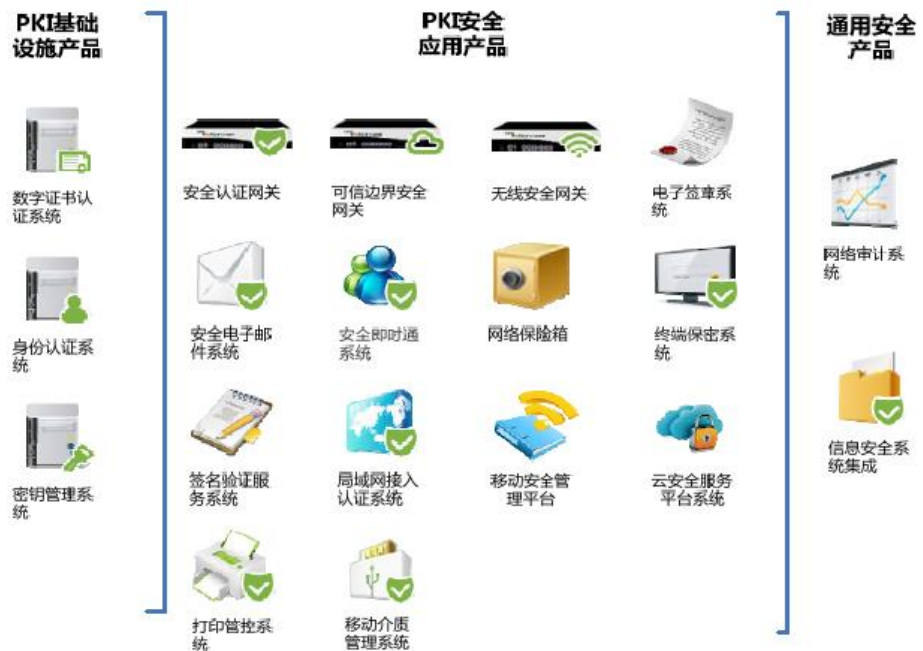 PKI基础
设施产品
数字证书认
证系统
身份认证系
统
密钥管理系
统
PKI安全
应用产品
安全认证网关
可信边界安全
网关
无线安全网关
电子签章系
统
安全电子邮
件系统
安全即时通
系统
网络保险箱
终端保密系
统
签名验证服
务系统
局域网接入
认证系统
移动安全管
理平台
云安全服务
平台系统
打印管控系
统
移动介质
管理系统
通用安全
产品
网络审计系
统
信息安全系
统集成